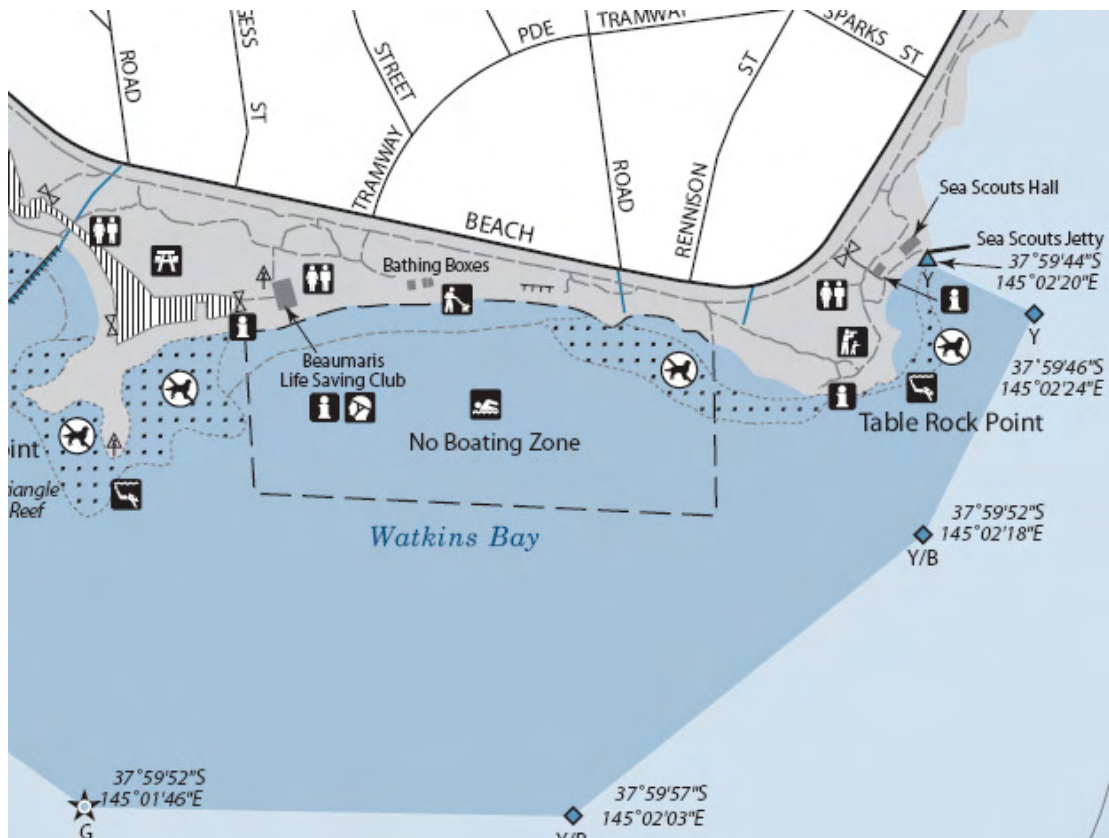 ROAD
GESS
ST
STREET
TRAMWAY
PDE
TRAMWAY
SPARKS ST
ST
ROAD
RENNISON
BEACH
Sea Scouts Hall
Sea Scouts Jetty
37°59'44"S
145°02'20"E
Y
Y
37°59'46"S
145°02'24"E
Bathing Boxes
Beaumaris
Life Saving Club
No Boating Zone
Table Rock Point
oint
riangle
Reef
Watkins Bay
37°59'52"S
145°02'18"E
Y/B
37°59'52"S
145°01'46"E
G
37°59'57"S
145°02'03"E
Y/B